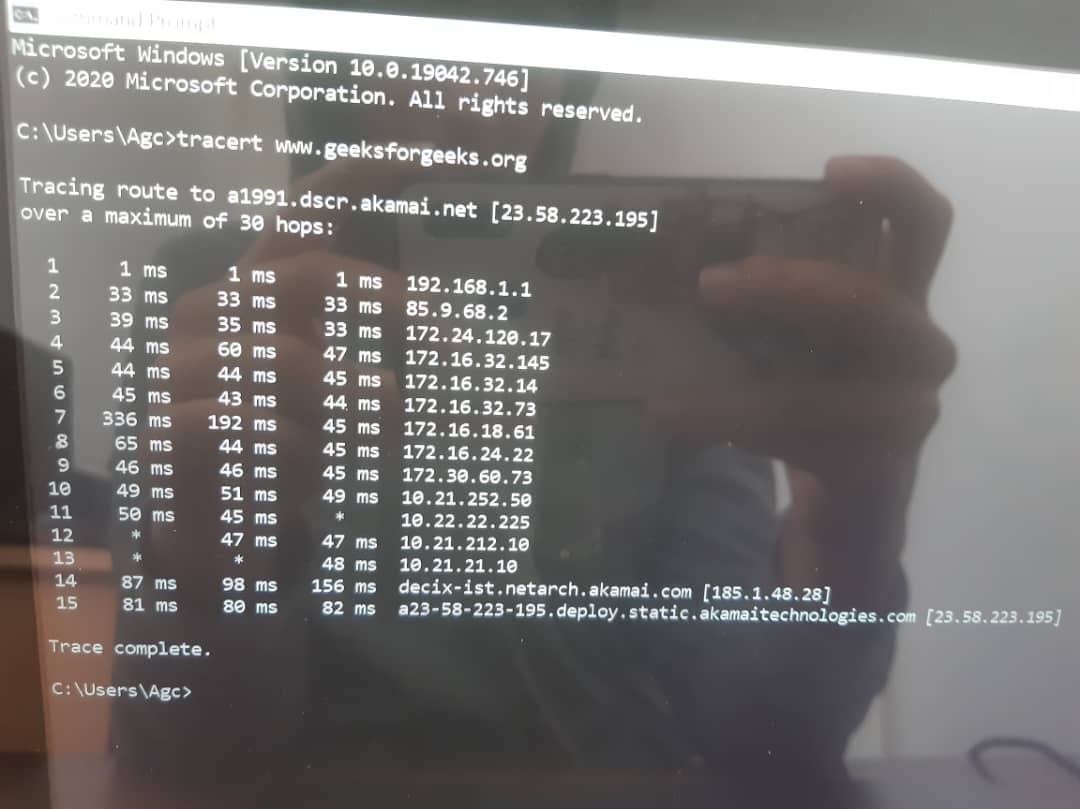 Command Prompt
Microsoft Windows [Version 10.0.19042.746]
(c) 2020 Microsoft Corporation. All rights reserved.
C:\Users\Agc>tracert www.geeksforgeeks.org
Tracing route to a1991.dscr.akamai.net [23.58.223.195]
over a maximum of 30 hops:
1 1 ms 1 ms 1 ms 192.168.1.1
2 33 ms 33 ms 33 ms 85.9.68.2
3 39 ms 35 ms 33 ms 172.24.120.17
4 44 ms 60 ms 47 ms 172.16.32.145
5 44 ms 44 ms 45 ms 172.16.32.14
6 45 ms 43 ms 44 ms 172.16.32.73
7 336 ms 192 ms 45 ms 172.16.18.61
8 65 ms 44 ms 45 ms 172.16.24.22
9 46 ms 46 ms 45 ms 172.30.60.73
10 49 ms 51 ms 49 ms 10.21.252.50
11 50 ms 45 ms * 10.22.22.225
12 * 47 ms 47 ms 10.21.212.10
13 * * 48 ms 10.21.21.10
14 87 ms 98 ms 156 ms decix-ist.netarch.akamai.com [185.1.48.28]
15 81 ms 80 ms 82 ms a23-58-223-195.deploy.static.akamaitechnologies.com [23.58.223.195]
Trace complete.
C:\Users\Agc>